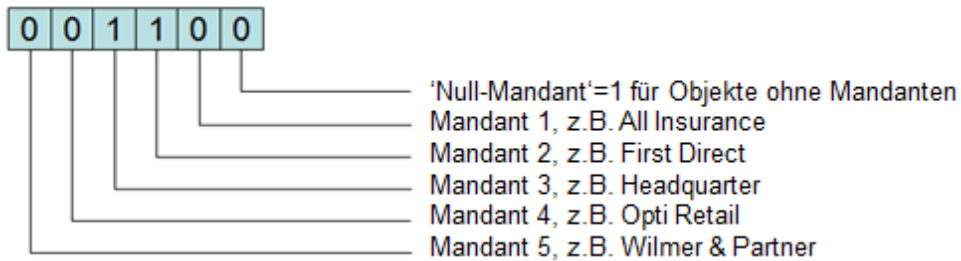 0 0 1 1 0 0
‘Null-Mandant‘=1 für Objekte ohne Mandanten
Mandant 1, z.B. All Insurance
Mandant 2, z.B. First Direct
Mandant 3, z.B. Headquarter
Mandant 4, z.B. Opti Retail
Mandant 5, z.B. Wilmer & Partner